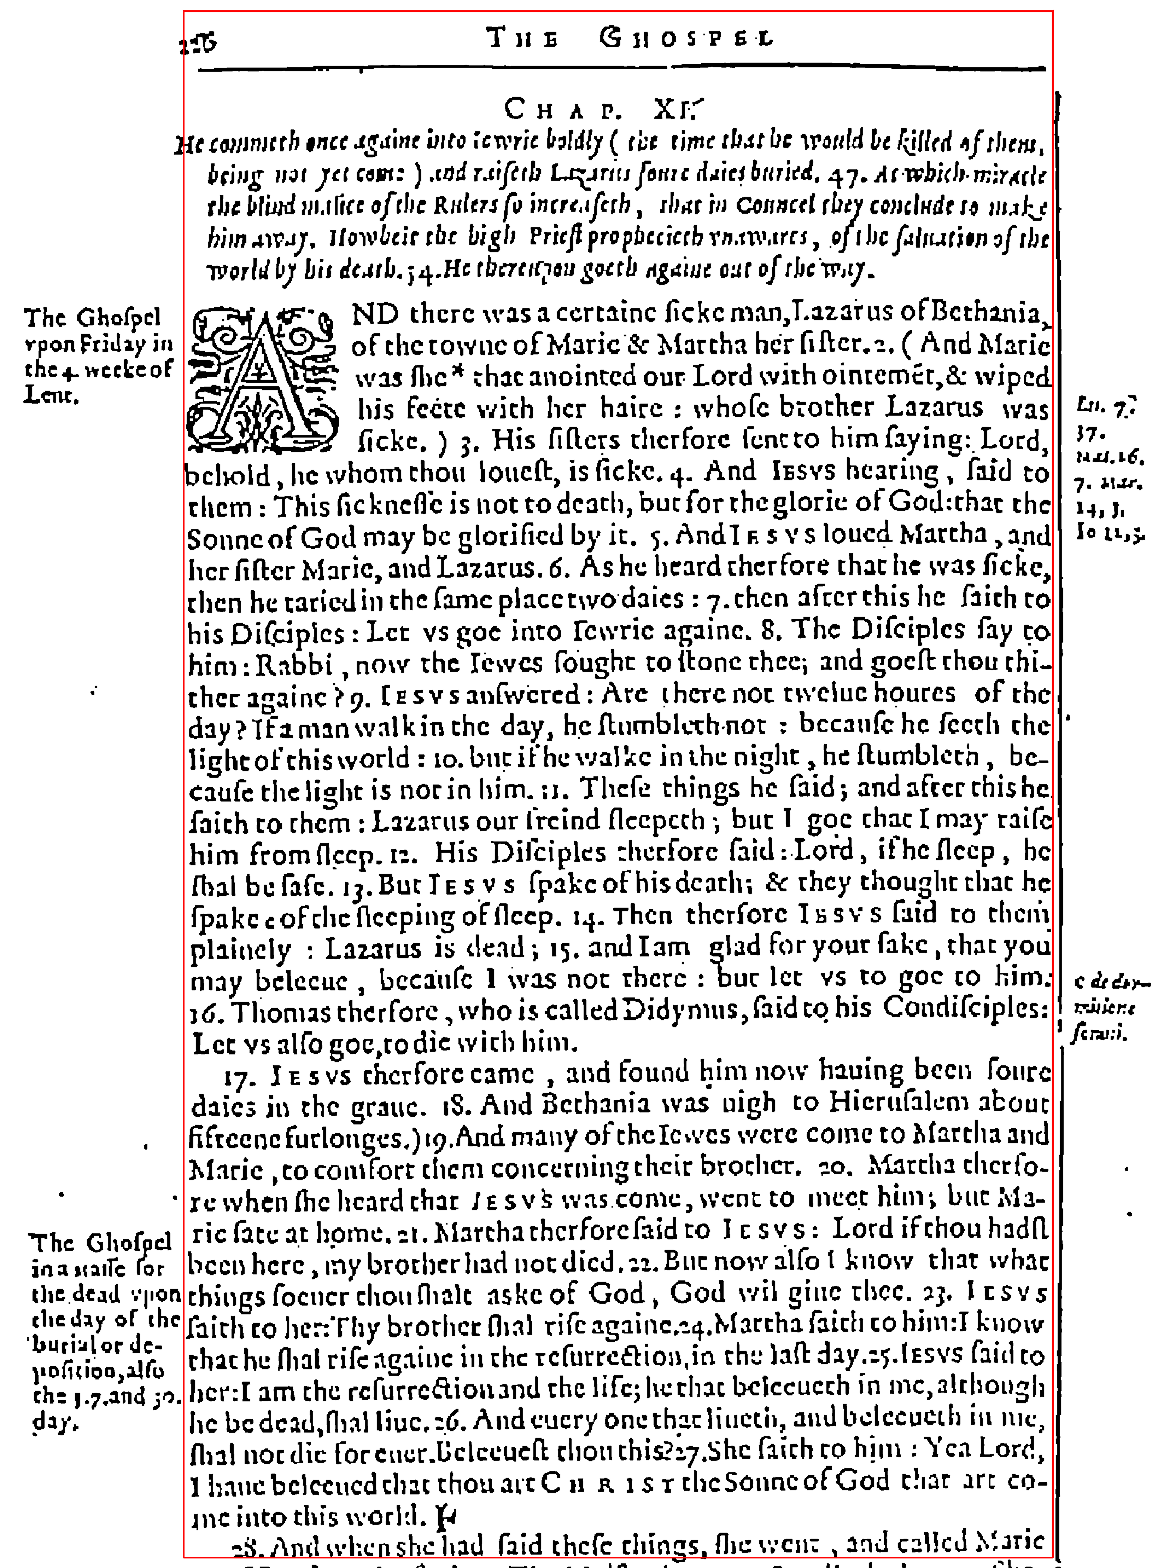 THE GHOSPEL
CHAP. XI.
He commeth once againe into iewrie boldly ( the time that he would be killed of them,
being not yet come: ) and raiseth Lazarus foure daies buried. 47. At which miracle
the blind malice of the Rulers so increaseth, that in Councel they conclude to make
him away. Howbeit the high Priest prophecieth vnawares, of the saluation of the
world by his death. 54. He therevpon goeth againe out of the way.
The Ghoſpel
vpon Friday in
the 4. weeke of
Lent.
AND there was a certaine ſicke man, Lazarus of Bethania,
of the towne of Marie & Martha her ſiſter. 2. ( And Marie
was ſhe * that anointed our Lord with ointemēt, & wiped
his feete with her haire : whoſe brother Lazarus was
ſicke. ) 3. His ſiſters therfore ſent to him ſaying: Lord,
behold, he whom thou loueſt, is ſicke. 4. And IESVS hearing, ſaid to
them : This ſickneſſe is not to death, but for the glorie of God: that the
Sonne of God may be glorified by it. 5. And IESVS loued Martha, and
her ſiſter Marie, and Lazarus. 6. As he heard therfore that he was ſicke,
then he taried in the ſame place two daies : 7. then after this he ſaith to
his Diſciples : Let vs goe into Iewrie againe. 8. The Diſciples ſay to
him : Rabbi, now the Iewes ſought to ſtone thee; and goeſt thou thi-
ther againe ? 9. IESVS anſwered : Are there not twelue houres of the
day? If a man walk in the day, he ſtumbleth not : becauſe he ſeeth the
light of this world : 10. but if he walke in the night, he ſtumbleth, be-
cauſe the light is not in him. 11. Theſe things he ſaid; and after this he
ſaith to them : Lazarus our freind ſleepeth; but I goe that I may raiſe
him from ſleep. 12. His Diſciples therfore ſaid: Lord, if he ſleep, he
ſhal be ſafe. 13. But IESVS ſpake of his death; & they thought that he
ſpake c of the ſleeping of ſleep. 14. Then therfore IESVS ſaid to them
plainely : Lazarus is dead; 15. and I am glad for your ſake, that you
may beleeue, becauſe I was not there : but let vs to goe to him.
16. Thomas therfore, who is called Didymus, ſaid to his Condiſciples:
Let vs alſo goe, to die with him.
17. IESVS therfore came, and found him now hauing been foure
daies in the graue. 18. And Bethania was nigh to Hieruſalem about
fifteene furlonges.) 19. And many of the Iewes were come to Martha and
Marie, to comfort them concerning their brother. 20. Martha therfo-
re when ſhe heard that IESVS was come, went to meet him; but Ma-
rie ſate at home. 21. Martha therfore ſaid to IESVS: Lord if thou hadſt
been here, my brother had not died. 22. But now alſo I know that what
things ſoeuer thou ſhalt aske of God, God wil giue thee. 23. IESVS
ſaith to her: Thy brother ſhal riſe againe. 24. Martha ſaith to him: I know
that he ſhal riſe againe in the reſurrection, in the laſt day. 25. IESVS ſaid to
her: I am the reſurrection and the life; he that beleeueth in me, although
he be dead, ſhal liue. 26. And euery one that liueth, and beleeueth in me,
ſhal not die for euer. Beleeueſt thou this? 27. She ſaith to him : Yea Lord,
I haue beleeued that thou art CHRIST the Sonne of God that art co-
me into this world.
28. And when she had ſaid theſe things, ſhe went, and called Marie
The Ghoſpel
in a maſſe for
the dead vpon
the day of the
burial or de-
poſition, alſo
the 3. 7. and 30.
day.
Lu. 7.
37.
Mat. 26.
7. Mar.
14, 3.
Io 12, 3.
c de dor-
mitione
ſomni.